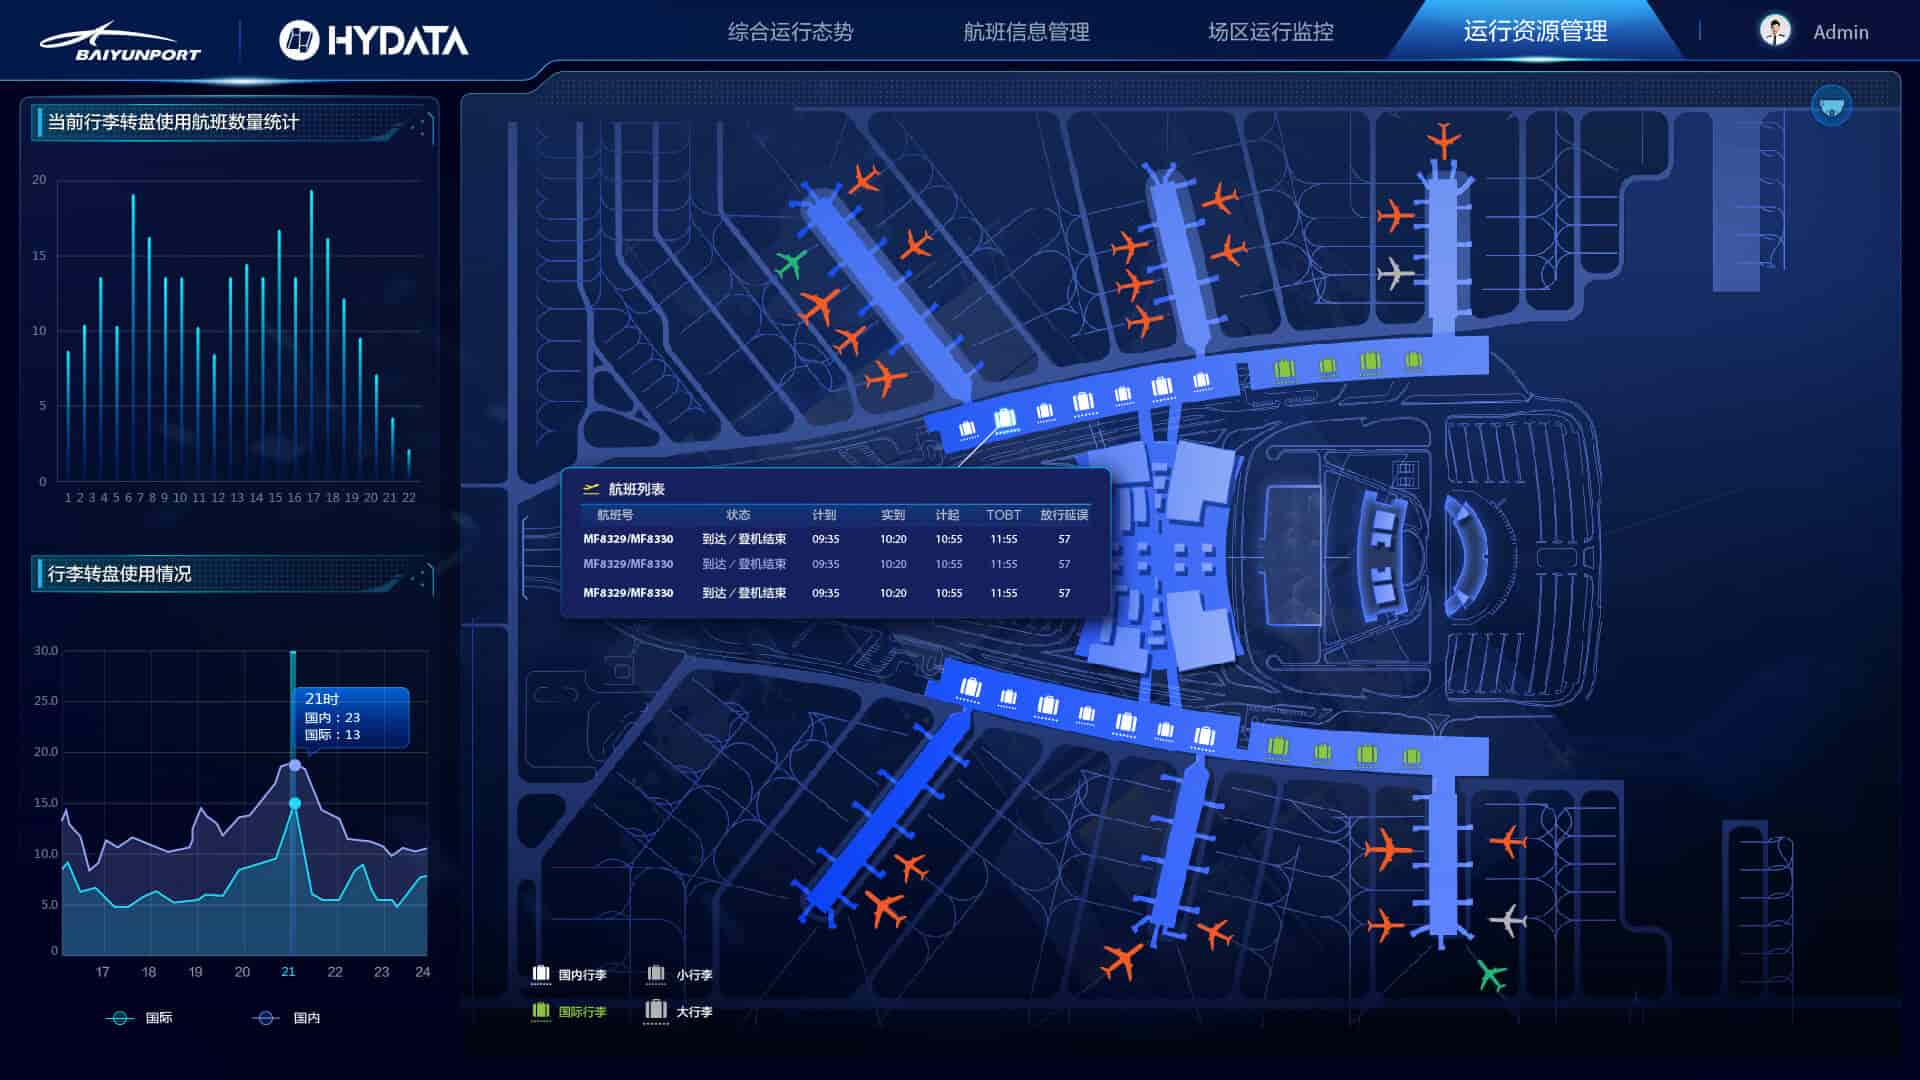 BAIYUNPORT
HYDATA
综合运行态势
航班信息管理
场区运行监控
运行资源管理
Admin
当前行李转盘使用航班数量统计
20
15
10
5
0
1 2 3 4 5 6 7 8 9 10 11 12 13 14 15 16 17 18 19 20 21 22
行李转盘使用情况
30.0
25.0
20.0
15.0
10.0
5.0
0
21时
国内：23
国际：13
17 18 19 20 21 22 23 24
国际 国内
航班列表
航班号 状态 计到 实到 计起 TOBT 放行延误
MF8329/MF8330 到达／登机结束 09:35 10:20 10:55 11:55 57
MF8329/MF8330 到达／登机结束 09:35 10:20 10:55 11:55 57
MF8329/MF8330 到达／登机结束 09:35 10:20 10:55 11:55 57
国内行李 小行李
国际行李 大行李